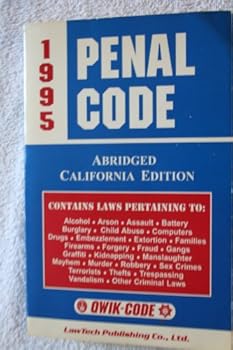 1995
PENAL
CODE
ABRIDGED
CALIFORNIA EDITION
CONTAINS LAWS PERTAINING TO:
Alcohol • Arson • Assault • Battery
Burglary • Child Abuse • Computers
Drugs • Embezzlement • Extortion • Families
Firearms • Forgery • Fraud • Gangs
Graffiti • Kidnapping • Manslaughter
Mayhem • Murder • Robbery • Sex Crimes
Terrorists • Thefts • Trespassing
Vandalism • Other Criminal Laws
QWIK-CODE
LawTech Publishing Co., Ltd.